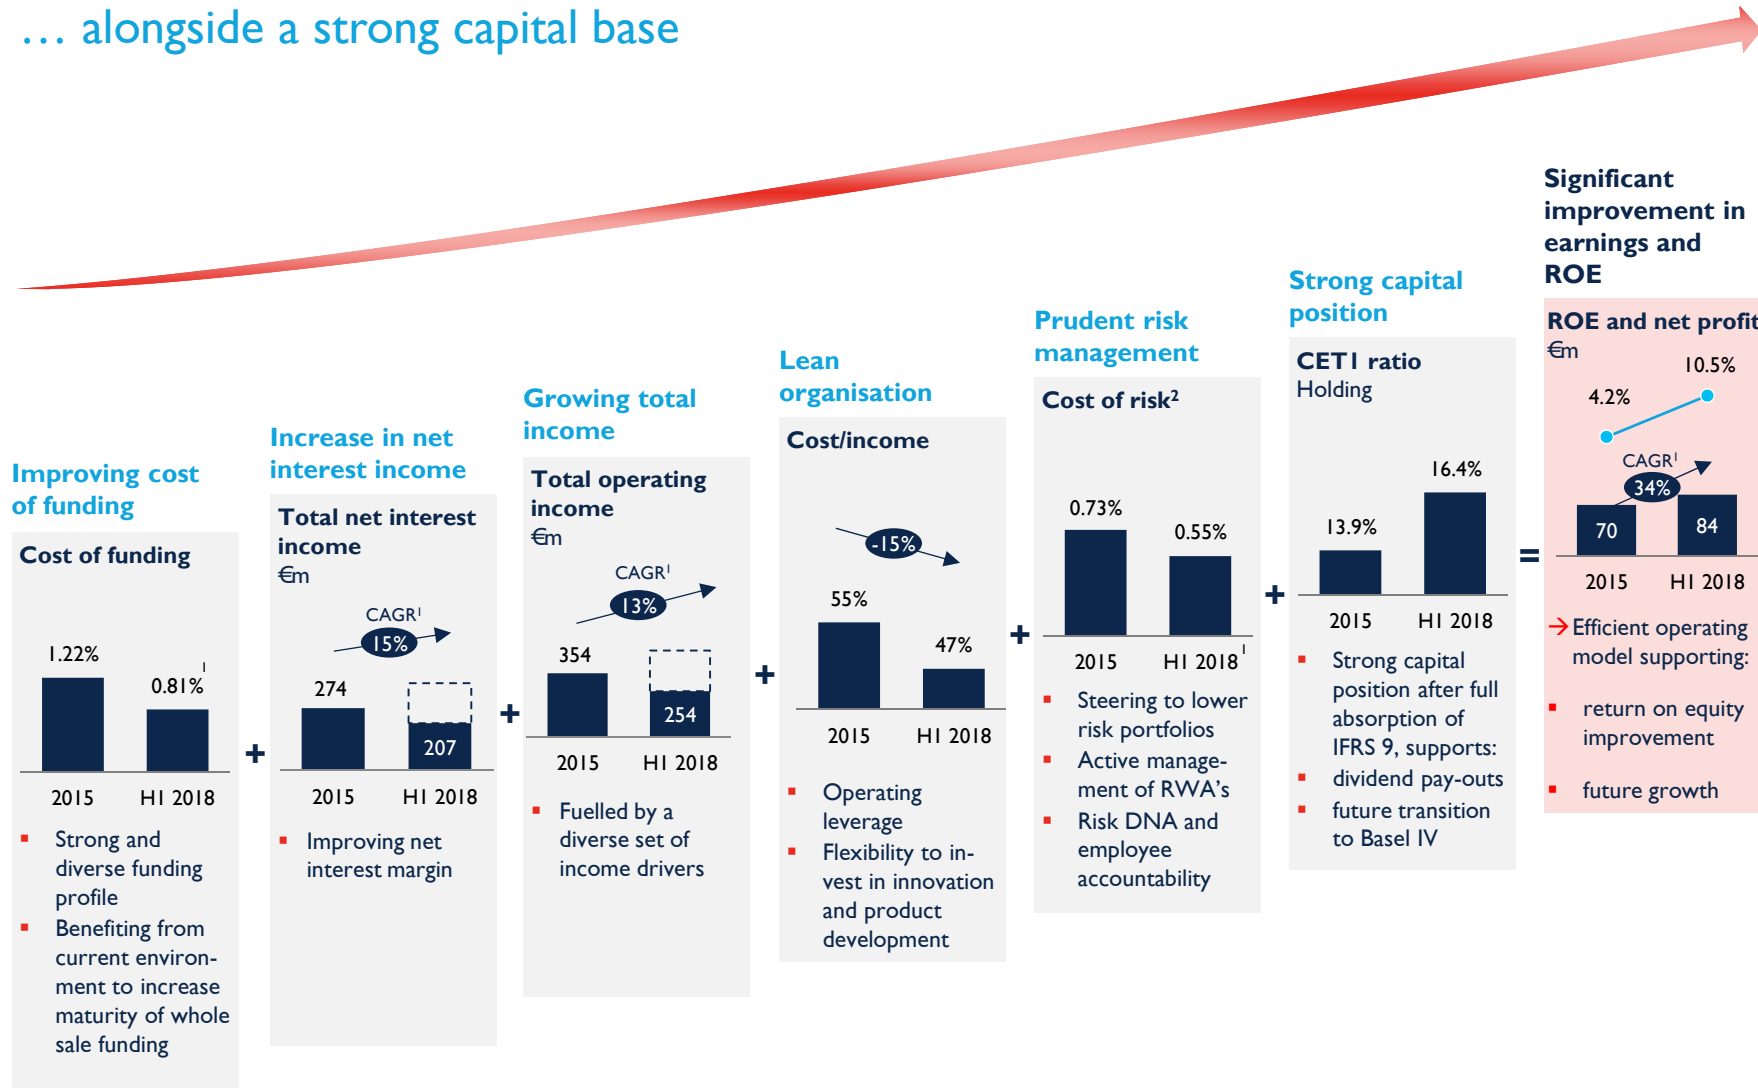 ... alongside a strong capital base
Improving cost
of funding
Cost of funding
1.22%
0.81%¹
2015
H1 2018
▪ Strong and
diverse funding
profile
▪ Benefiting from
current environ-
ment to increase
maturity of whole
sale funding
+
Increase in net
interest income
Total net interest
income
€m
CAGR¹
15%
274
207
2015
H1 2018
▪ Improving net
interest margin
+
Growing total
income
Total operating
income
€m
CAGR¹
13%
354
254
2015
H1 2018
▪ Fuelled by a
diverse set of
income drivers
+
Lean
organisation
Cost/income
-15%
55%
47%
2015
H1 2018
▪ Operating
leverage
▪ Flexibility to in-
vest in innovation
and product
development
+
Prudent risk
management
Cost of risk²
0.73%
0.55%
2015
H1 2018¹
▪ Steering to lower
risk portfolios
▪ Active manage-
ment of RWA's
▪ Risk DNA and
employee
accountability
+
Strong capital
position
CET1 ratio
Holding
13.9%
16.4%
2015
H1 2018
▪ Strong capital
position after full
absorption of
IFRS 9, supports:
▪ dividend pay-outs
▪ future transition
to Basel IV
=
Significant
improvement in
earnings and
ROE
ROE and net profit
€m
4.2%
10.5%
CAGR¹
34%
70
84
2015
H1 2018
→ Efficient operating
model supporting:
▪ return on equity
improvement
▪ future growth